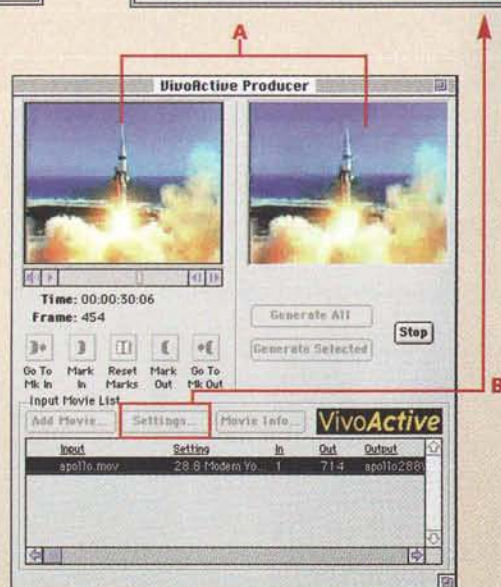 A
VivoActive Producer
Time: 00:00:30:06
Frame: 454
Generate All
Generate Selected
Stop
Go To Mk In
Mark In
Reset Marks
Mark Out
Go To Mk Out
B
Input Movie List
Add Movie...
Settings...
Movie Info...
VivoActive
Input Setting In Out Output
apollo.mov 28.8 Modem Yo... 1 714 apollo288